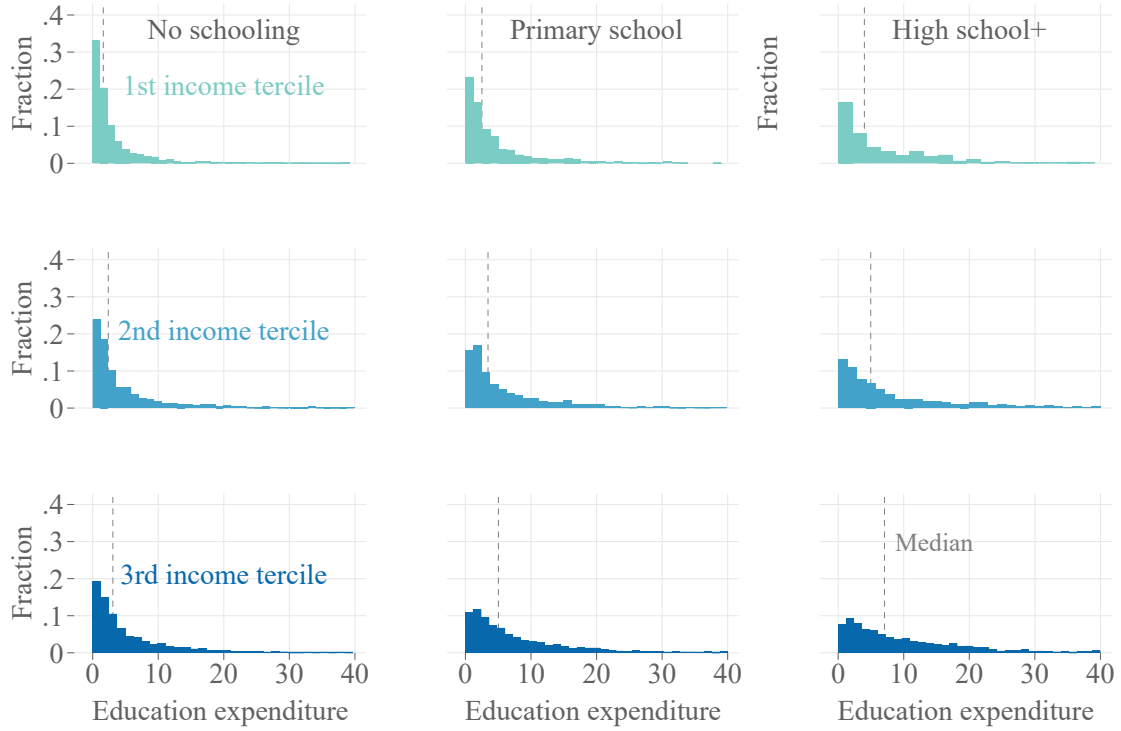 No schooling
Primary school
High school+
Fraction
.4
.3
.2
.1
0
1st income tercile
Fraction
Fraction
.4
.3
.2
.1
0
2nd income tercile
Fraction
.4
.3
.2
.1
0
3rd income tercile
Median
0 10 20 30 40
0 10 20 30 40
0 10 20 30 40
Education expenditure
Education expenditure
Education expenditure